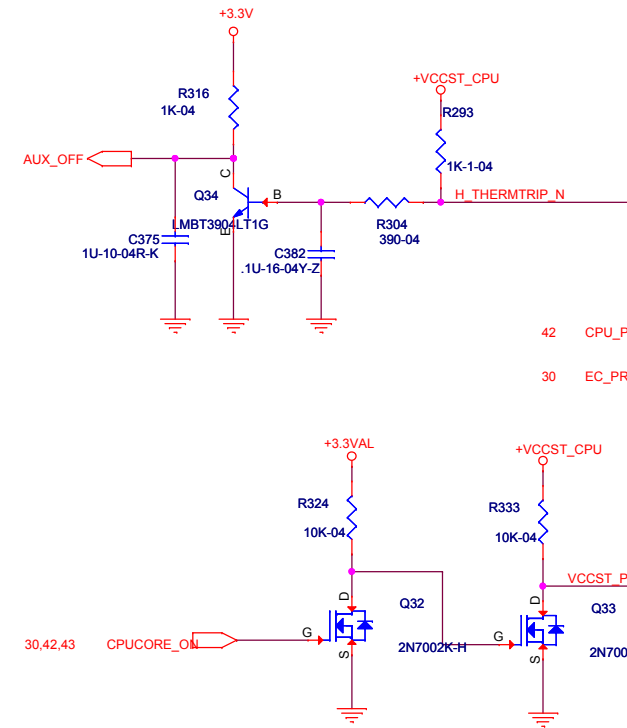 +3.3V
R316
1K-04
+VCCST_CPU
R293
1K-1-04
AUX_OFF
C
Q34
B
H_THERMTRIP_N
LMBT3904LT1G
E
R304
390-04
C375
1U-10-04R-K
C382
.1U-16-04Y-Z
42 CPU_P
30 EC_PR
+3.3VAL
+VCCST_CPU
R324
10K-04
R333
10K-04
VCCST_P
D
Q32
D
Q33
G
G
30,42,43 CPUCORE_ON
S
2N7002K-H
S
2N700